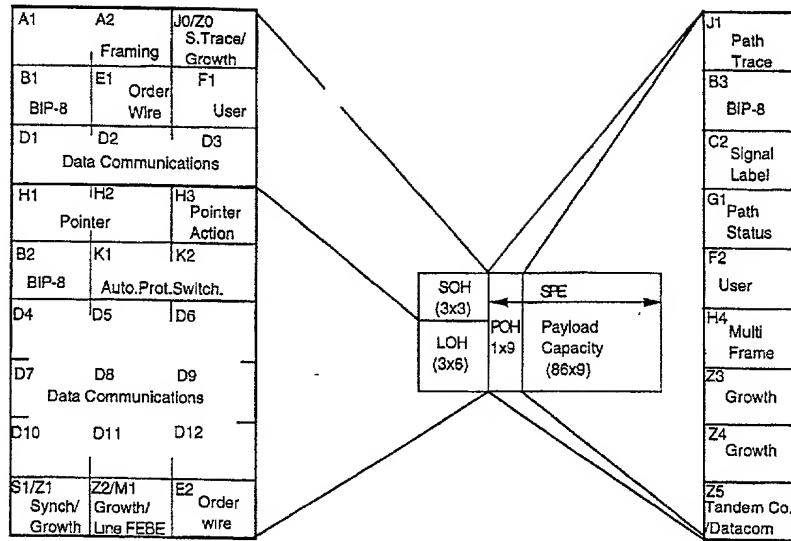 A1 A2 J0/Z0
Framing S.Trace/
Growth
B1 E1 F1
BIP-8 Order
Wire User
D1 D2 D3
Data Communications
H1 H2 H3
Pointer Pointer
Action
B2 K1 K2
BIP-8 Auto.Prot.Switch.
D4 D5 D6
D7 D8 D9
Data Communications
D10 D11 D12
S1/Z1 Z2/M1 E2
Synch/ Growth/ Order
Growth Line FEBE wire
SOH
(3x3)
LOH
(3x6)
SPE
POH
1x9
Payload
Capacity
(86x9)
J1
Path
Trace
B3
BIP-8
C2
Signal
Label
G1
Path
Status
F2
User
H4
Multi
Frame
Z3
Growth
Z4
Growth
Z5
Tandem Co.
/Datacom